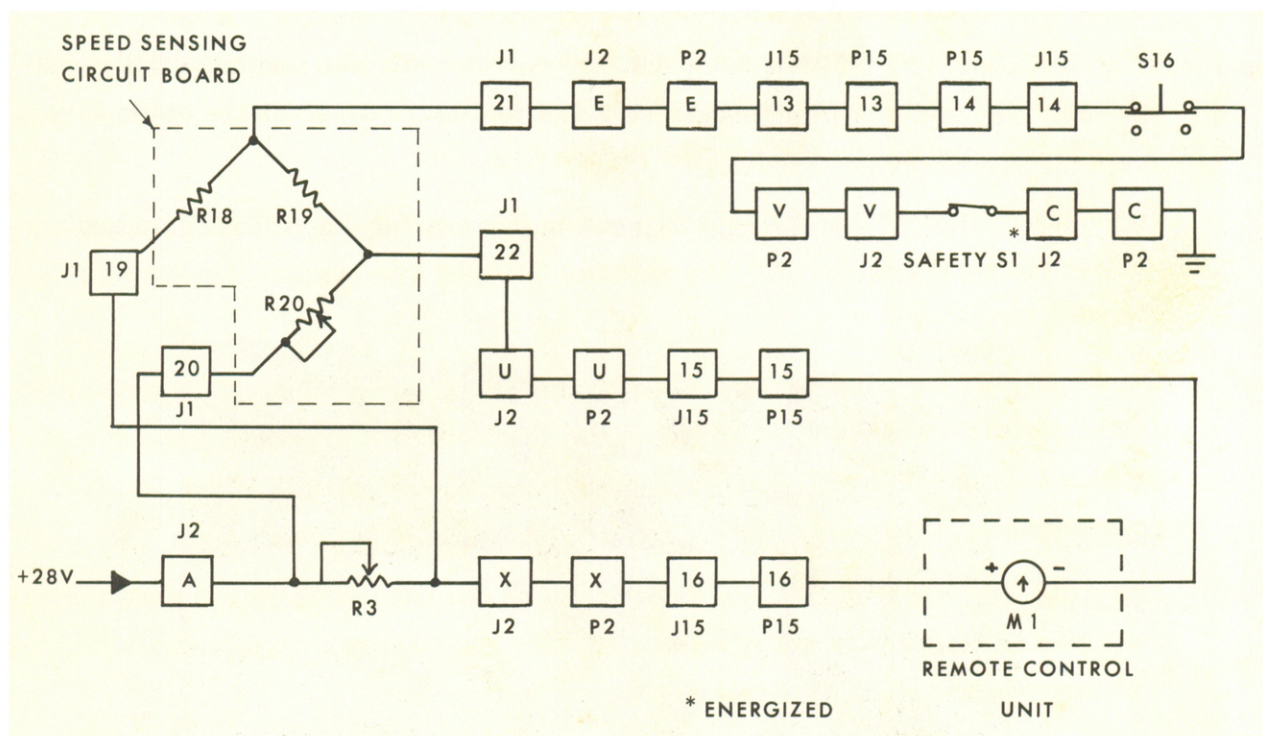 SPEED SENSING
CIRCUIT BOARD
J1 J2 P2 J15 P15 P15 J15 S16
21 E E 13 13 14 14
R18 R19
J1
V V C C
* 
P2 J2 SAFETY S1 J2 P2
J1 19
22
R20
20
J1
U U 15 15
J2 P2 J15 P15
J2
+28V A
R3
X X 16 16
J2 P2 J15 P15
+ -
M1
REMOTE CONTROL
UNIT
* ENERGIZED